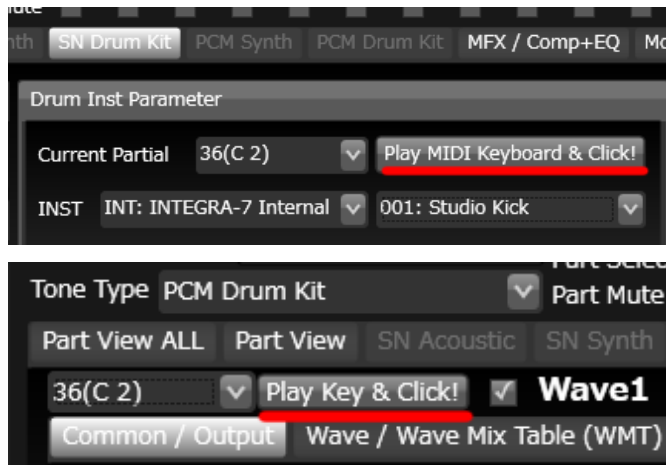 SN Drum Kit PCM Synth PCM Drum Kit MFX / Comp+EQ
Drum Inst Parameter
Current Partial 36(C 2) Play MIDI Keyboard & Click!
INST INT: INTEGRA-7 Internal 001: Studio Kick
Tone Type PCM Drum Kit Part Mute
Part View ALL Part View SN Acoustic SN Synth
36(C 2) Play Key & Click! Wave1
Common / Output Wave / Wave Mix Table (WMT)